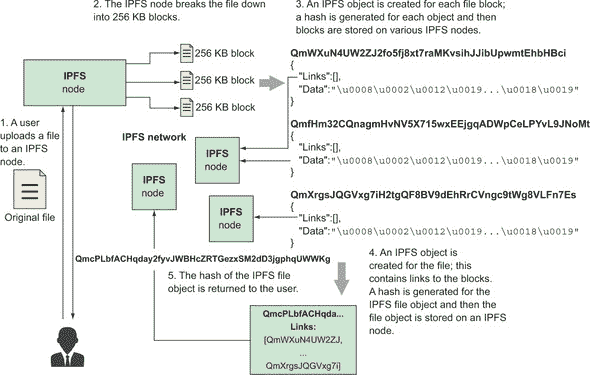 2. The IPFS node breaks the file down
into 256 KB blocks.
3. An IPFS object is created for each file block;
a hash is generated for each object and then
blocks are stored on various IPFS nodes.
IPFS
node
256 KB block
256 KB block
256 KB block
1. A user
uploads a file
to an IPFS
node.
Original file
QmWXuN4UW2ZJ2fo5fj8xt7raMKvsihJJibUpwmtEhbHBci
{
"Links":[],
"Data":"\u0008\u0002\u0012...\u0018\u0019"
}
QmfHm32CQnagmHvNV5X715wxEEjgqADWpCeLPYvL9JNoMt
{
"Links":[],
"Data":"\u0008\u0002\u0012\u0019...\u0018\u0019"
}
QmXrgsJQGVxg7iH2tgQF8BV9dEhRrCVngc9tWg8VLFn7Es
{
"Links":[],
"Data":"\u0008\u0002\u0012\u0019...\u0018\u0019"
}
IPFS network
IPFS
node
IPFS
node
IPFS
node
QmcPLbfACHqday2fyvJWBHcZRTGezxSM2dD3jgphqUWWKg
5. The hash of the IPFS file
object is returned to the user.
4. An IPFS object is
created for the file; this
contains links to the blocks.
A hash is generated for the
IPFS file object and then the
file object is stored on an IPFS
node.
QmcPLbfACHqda...
Links:
[QmWXuN4UW2ZJ,
...
QmXrgsJQGVxg7i]